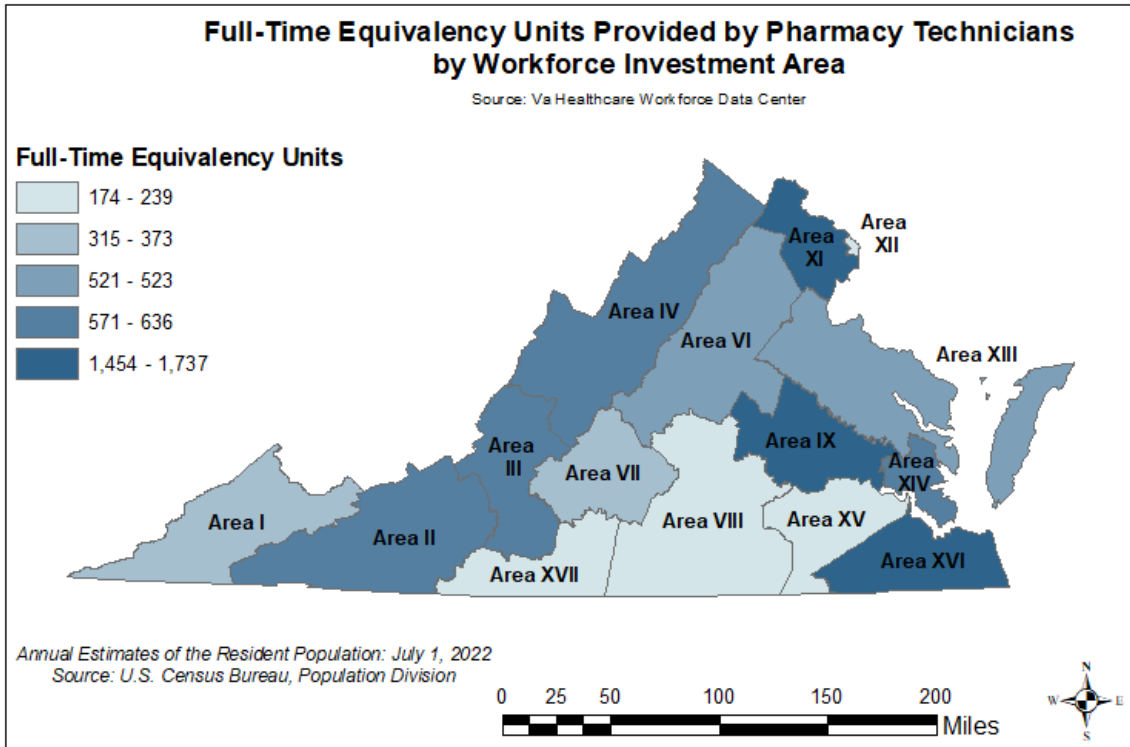 Full-Time Equivalency Units Provided by Pharmacy Technicians
by Workforce Investment Area
Source: Va Healthcare Workforce Data Center
Full-Time Equivalency Units
174 - 239
315 - 373
521 - 523
571 - 636
1,454 - 1,737
Area
XII
Area
XI
Area IV
Area VI
Area XIII
Area IX
Area
III
Area VII
Area
XIV
Area I
Area II
Area VIII
Area XV
Area XVII
Area XVI
Annual Estimates of the Resident Population: July 1, 2022
Source: U.S. Census Bureau, Population Division
0 25 50 100 150 200
Miles
N
W E
S